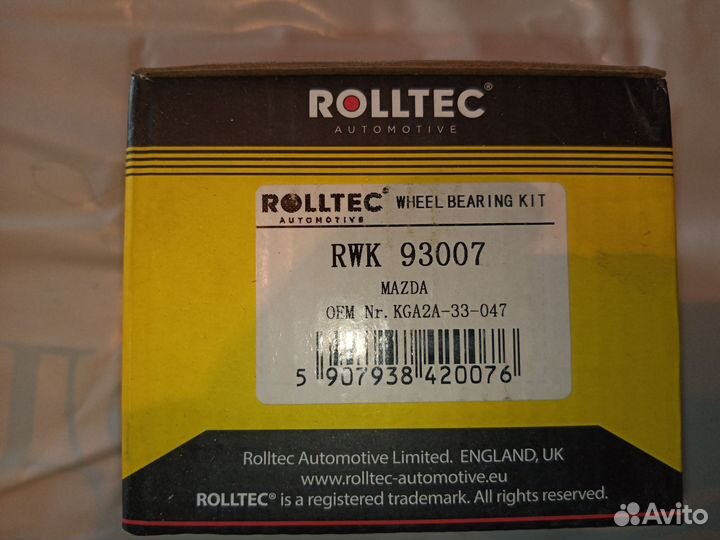 ROLLTEC®
AUTOMOTIVE
ROLLTEC® WHEEL BEARING KIT
AUTOMOTIVE
RWK 93007
MAZDA
OEM Nr. KGA2A-33-047
5 907938 420076
Rolltec Automotive Limited. ENGLAND, UK
www.rolltec-automotive.eu
ROLLTEC® is a registered trademark. All rights reserved.
Avito